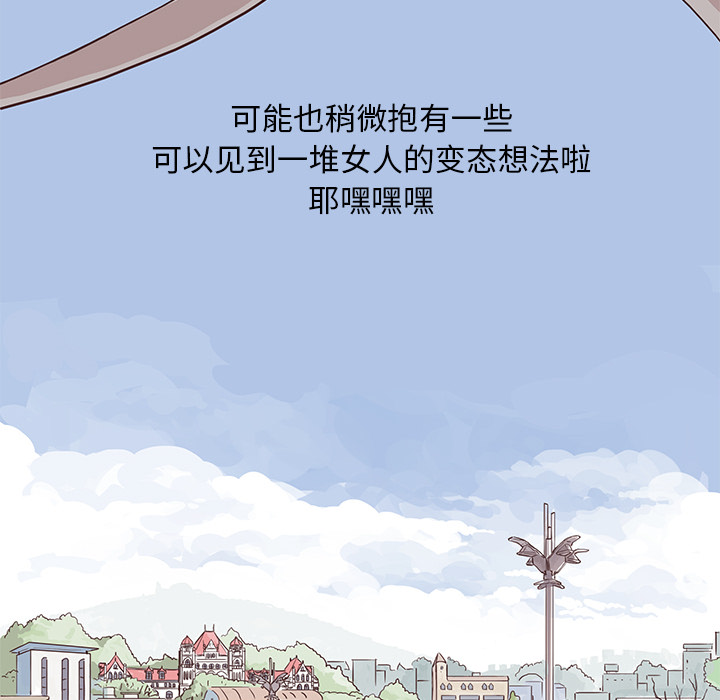 可能也稍微抱有一些
可以见到一堆女人的变态想法啦
耶嘿嘿嘿